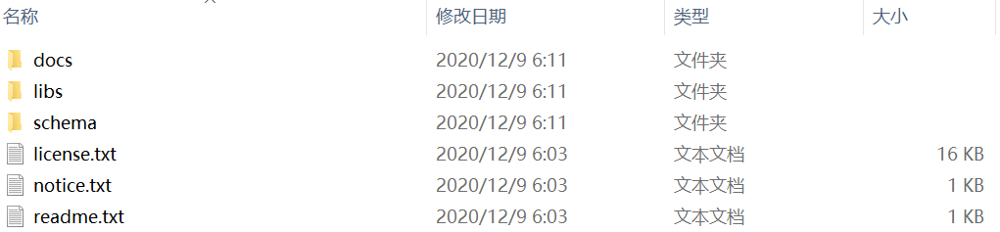 名称 修改日期 类型 大小
docs 2020/12/9 6:11 文件夹
libs 2020/12/9 6:11 文件夹
schema 2020/12/9 6:11 文件夹
license.txt 2020/12/9 6:03 文本文档 16 KB
notice.txt 2020/12/9 6:03 文本文档 1 KB
readme.txt 2020/12/9 6:03 文本文档 1 KB